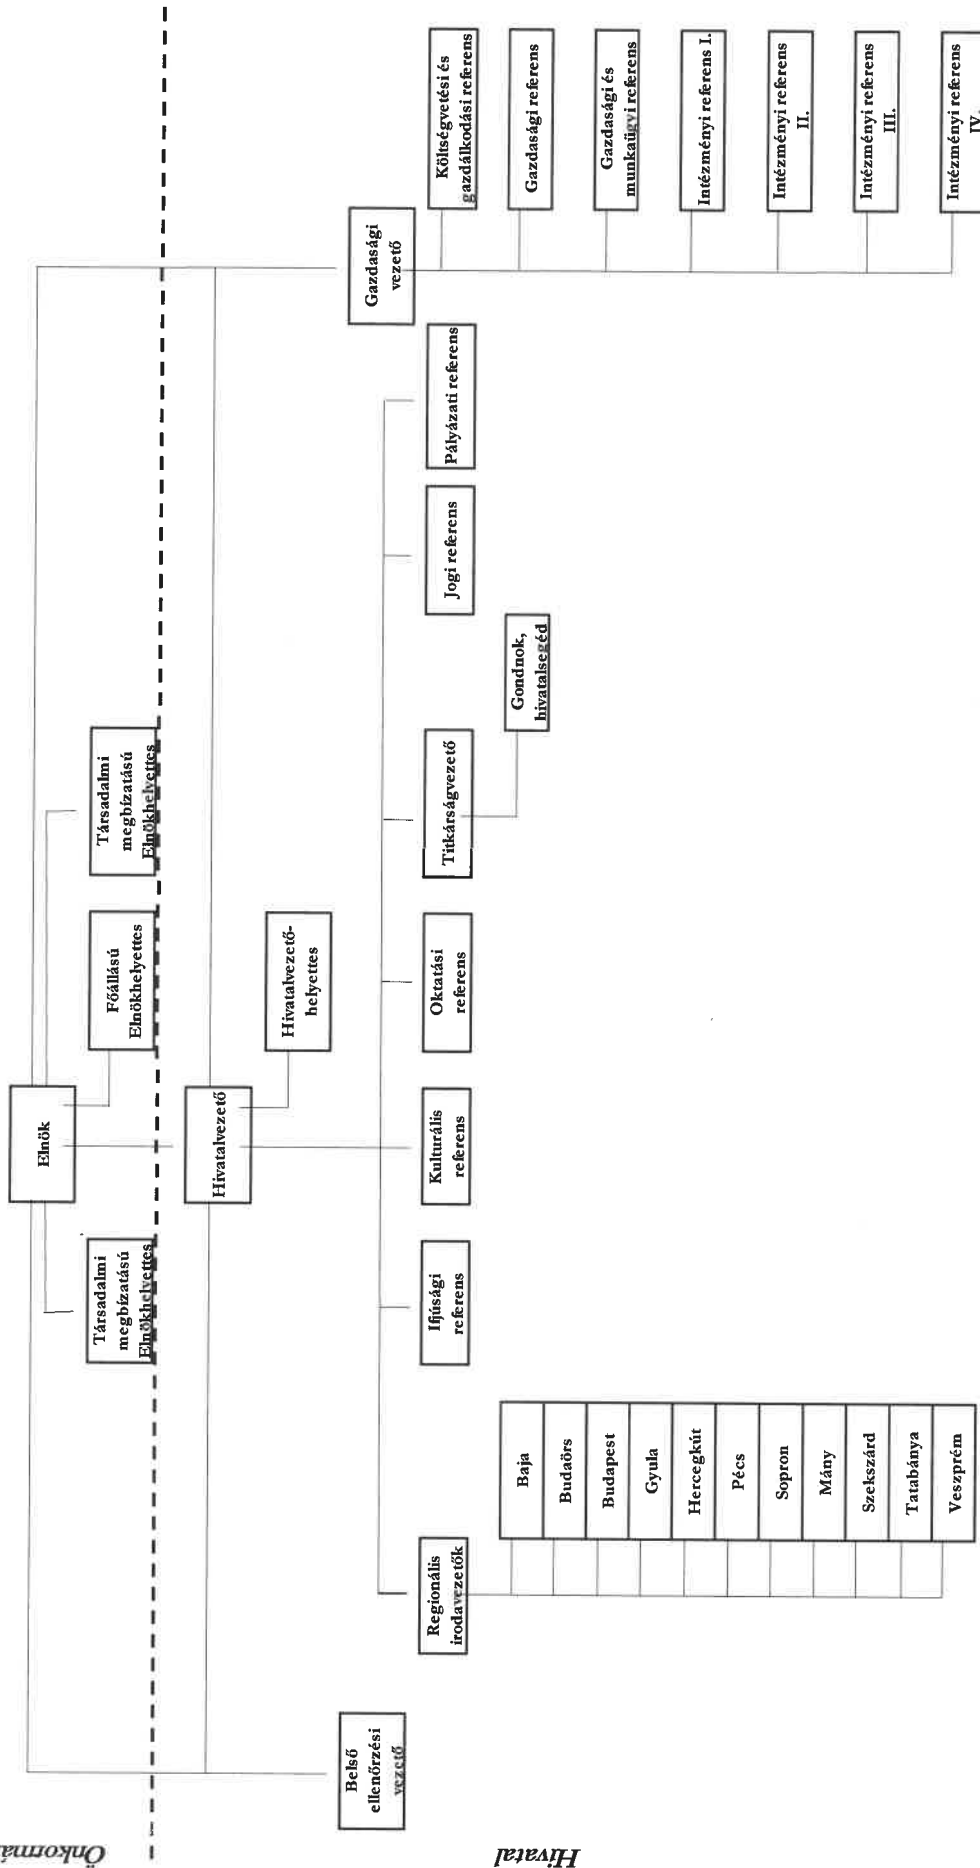 Elnök
Társadalmi
megbízatású
Elnökhelyettes
Főállású
Elnökhelyettes
Társadalmi
megbízatású
Elnökhelyettes
Hivatalvezető
Hivatalvezető-
helyettes
Belső
ellenőrzési
vezető
Gazdasági
vezető
Regionális
irodavezetők
Ifjúsági
referens
Kulturális
referens
Oktatási
referens
Titkárságvezető
Jogi referens
Pályázati referens
Gondnok,
hivatalsegéd
Baja
Budaörs
Budapest
Gyula
Hercegkút
Pécs
Sopron
Mány
Szekszárd
Tatabánya
Veszprém
Költségvetési és
gazdálkodási referens
Gazdasági referens
Gazdasági és
munkaügyi referens
Intézményi referens I.
Intézményi referens
II.
Intézményi referens
III.
Intézményi referens
IV.
Hivatal